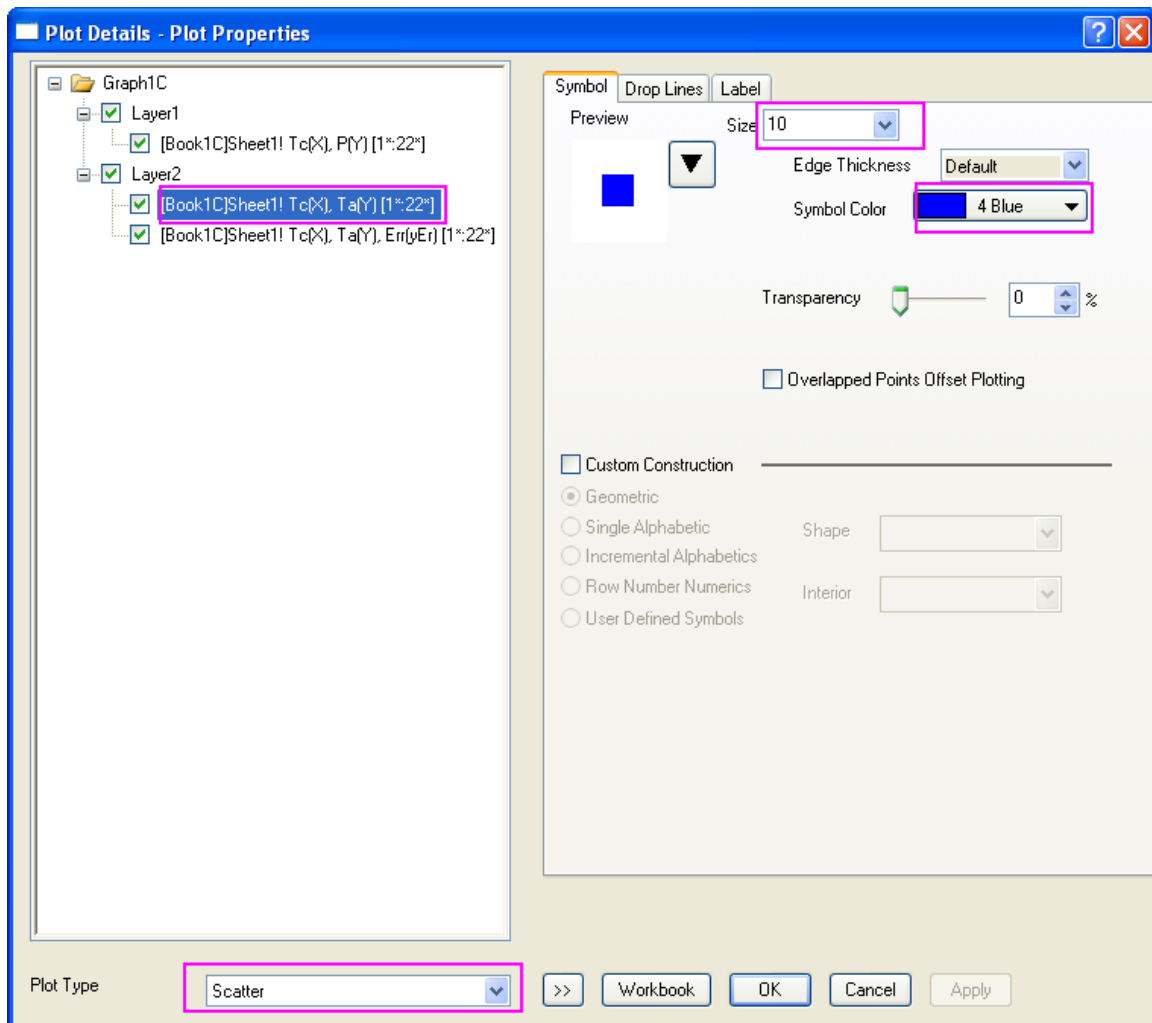 Plot Details - Plot Properties
Graph1C
Layer1
[Book1C]Sheet1! Tc(X), P(Y) [1*:22*]
Layer2
[Book1C]Sheet1! Tc(X), Ta(Y) [1*:22*]
[Book1C]Sheet1! Tc(X), Ta(Y), Err(yEr) [1*:22*]
Symbol Drop Lines Label
Preview
Size 10
Edge Thickness Default
Symbol Color 4 Blue
Transparency 0 %
Overlapped Points Offset Plotting
Custom Construction
Geometric
Single Alphabetic
Shape
Incremental Alphabetics
Row Number Numerics
Interior
User Defined Symbols
Plot Type Scatter >> Workbook OK Cancel Apply